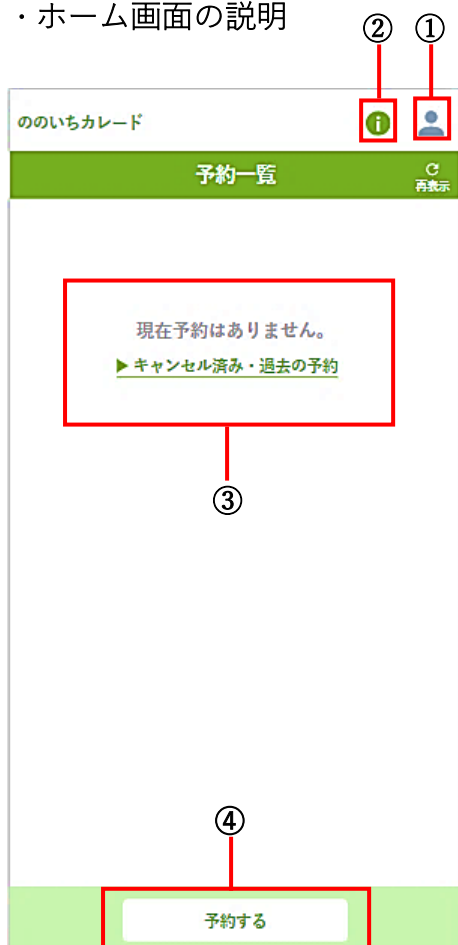 ・ホーム画面の説明
② ①
ののいちカレード
i
予約一覧
再表示
現在予約はありません。
▶キャンセル済み・過去の予約
③
④
予約する